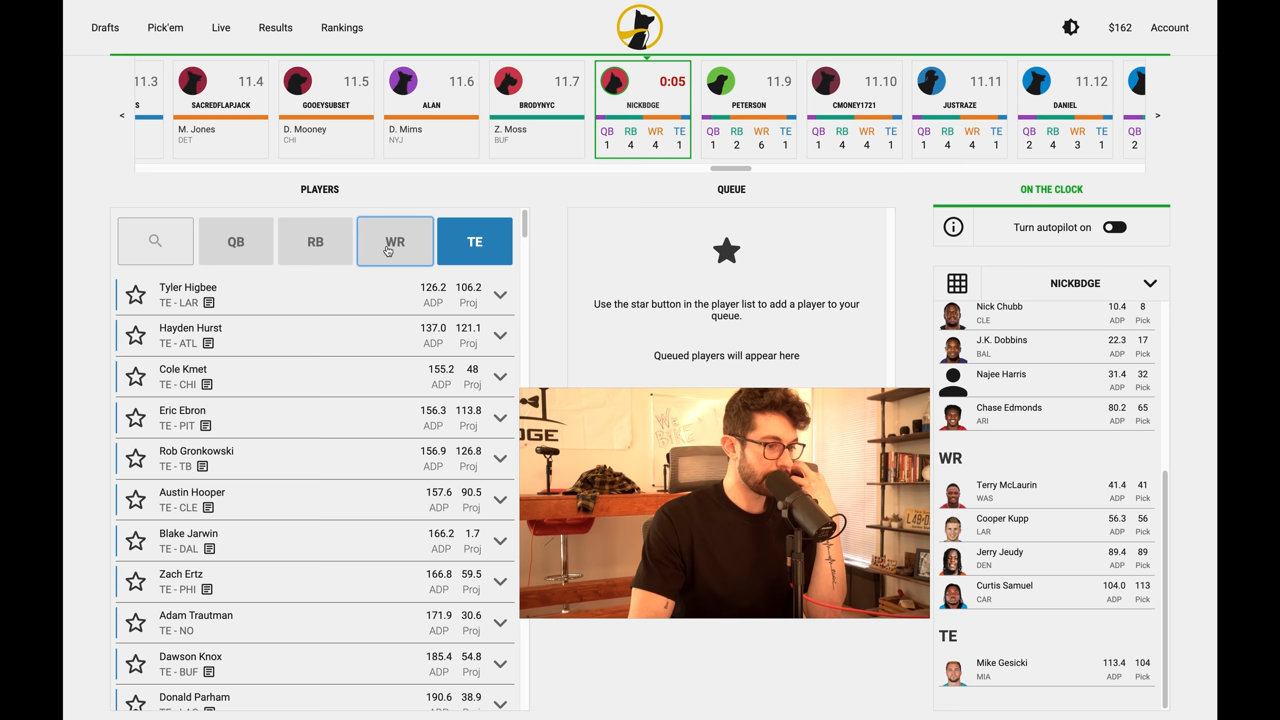 Drafts Pick'em Live Results Rankings $162 Account
11.3 11.4 11.5 11.6 11.7 0:05 11.9 11.10 11.11 11.12
SACREDFLAPJACK GOOEYSUBSET ALAN BRODYNYC NICKBDGE PETERSON CMONEY1721 JUSTRAZE DANIEL
M. Jones D. Mooney D. Mims Z. Moss QB RB WR TE QB RB WR TE QB RB WR TE QB RB WR TE QB RB WR TE QB
DET CHI NYJ BUF 1 4 4 1 1 2 6 1 1 4 4 1 1 4 4 1 2 4 3 1 2
< >
PLAYERS QUEUE ON THE CLOCK
QB RB WR TE
Turn autopilot on
NICKBDGE
Use the star button in the player list to add a player to your
queue.
Queued players will appear here
Tyler Higbee 126.2 106.2
TE - LAR ADP Proj
Hayden Hurst 137.0 121.1
TE - ATL ADP Proj
Cole Kmet 155.2 48
TE - CHI ADP Proj
Eric Ebron 156.3 113.8
TE - PIT ADP Proj
Rob Gronkowski 156.9 126.8
TE - TB ADP Proj
Austin Hooper 157.6 90.5
TE - CLE ADP Proj
Blake Jarwin 166.2 1.7
TE - DAL ADP Proj
Zach Ertz 166.8 59.5
TE - PHI ADP Proj
Adam Trautman 171.9 30.6
TE - NO ADP Proj
Dawson Knox 185.4 54.8
TE - BUF ADP Proj
Donald Parham 190.6 38.9
DGE
WE
BIKE
Nick Chubb 10.4 8
CLE ADP Pick
J.K. Dobbins 22.3 17
BAL ADP Pick
Najee Harris 31.4 32
ADP Pick
Chase Edmonds 80.2 65
ARI ADP Pick
WR
Terry McLaurin 41.4 41
WAS ADP Pick
Cooper Kupp 56.3 56
LAR ADP Pick
Jerry Jeudy 89.4 89
DEN ADP Pick
Curtis Samuel 104.0 113
CAR ADP Pick
TE
Mike Gesicki 113.4 104
MIA ADP Pick